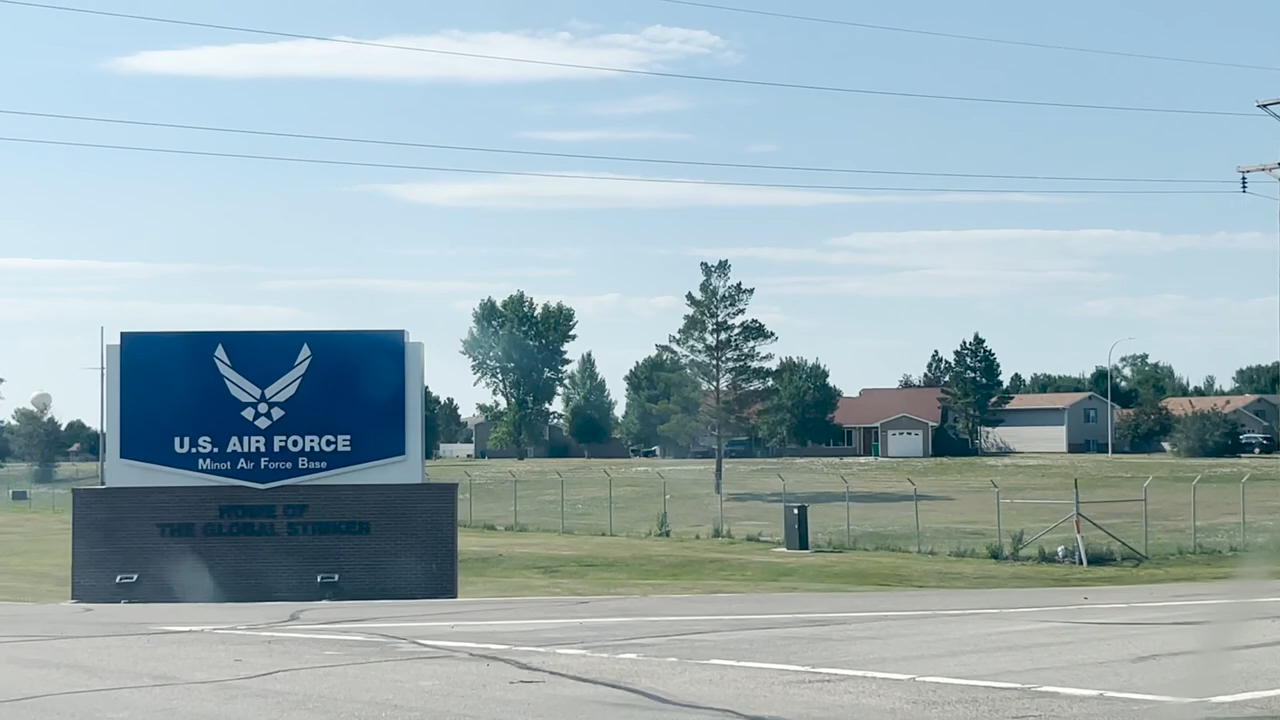 U.S. AIR FORCE
Minot Air Force Base
HOME OF
THE GLOBAL STRIKER